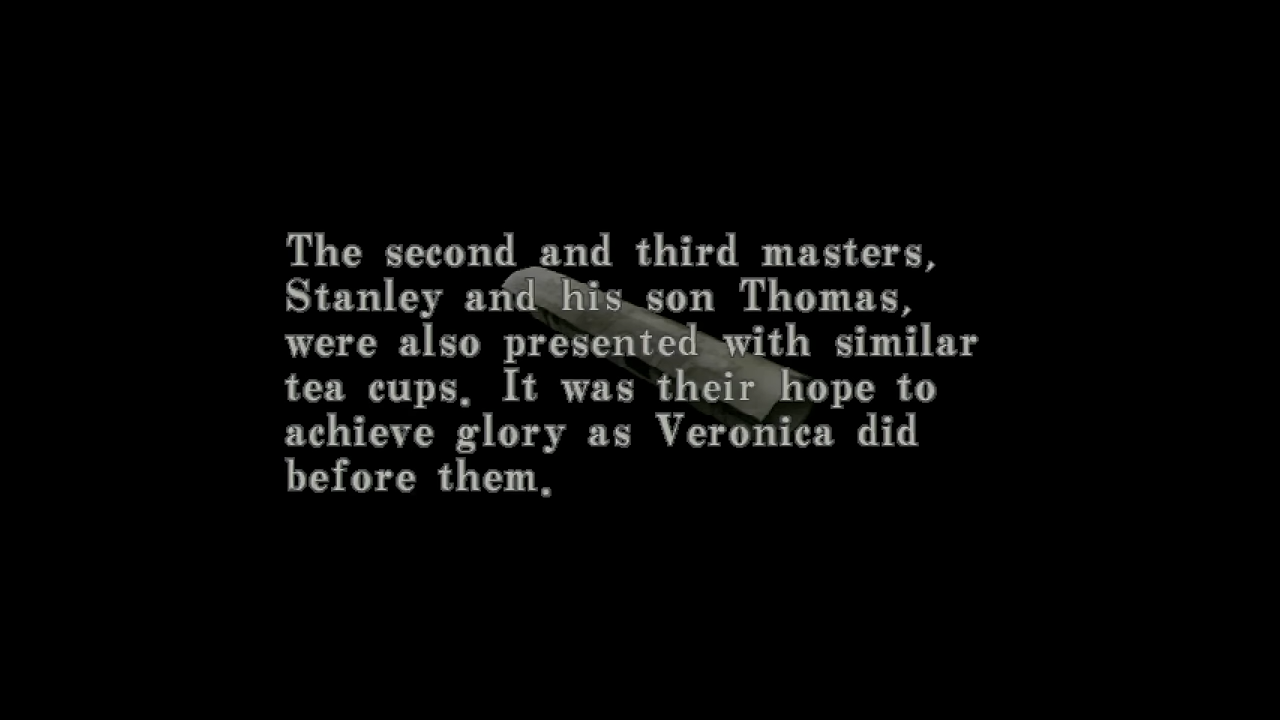 The second and third masters,
Stanley and his son Thomas,
were also presented with similar
tea cups. It was their hope to
achieve glory as Veronica did
before them.